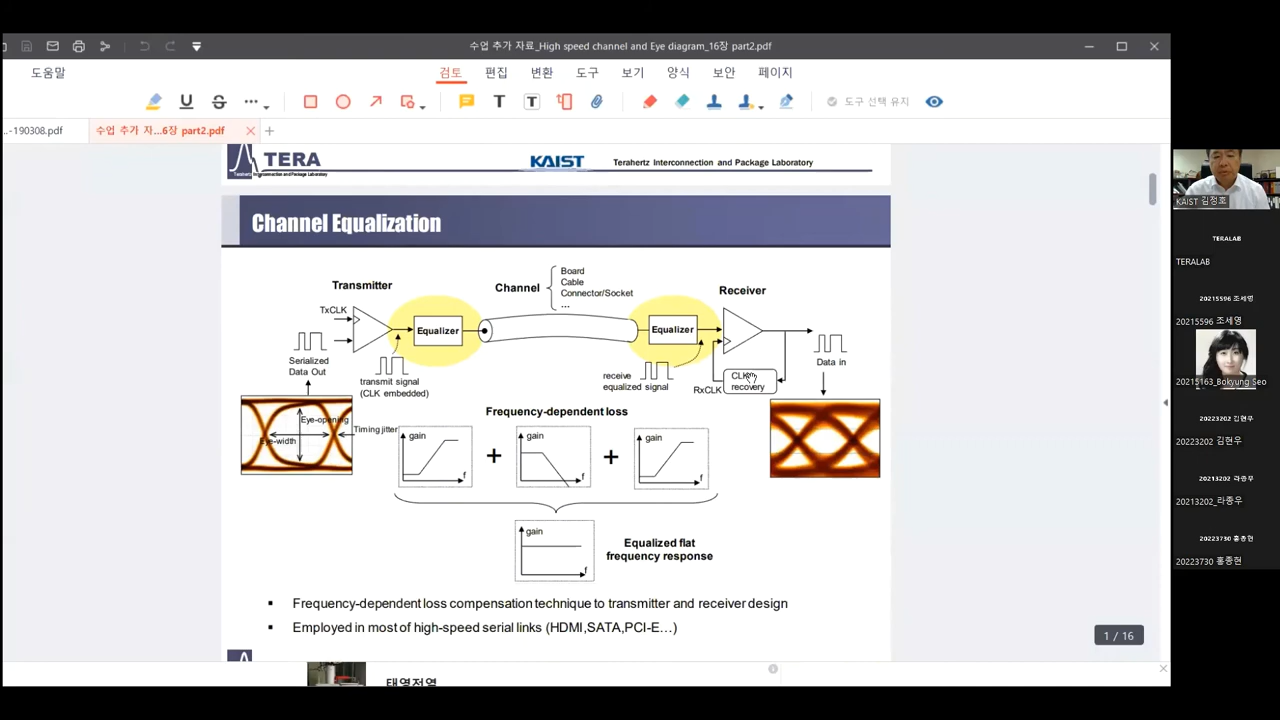 수업 추가 자료_High speed channel and Eye diagram_16장 part2.pdf
도움말
검토 편집 변환 도구 보기 양식 보안 페이지
도구 선택 유지
..-190308.pdf
수업 추가 자...6장 part2.pdf
TERA
Terahertz Interconnection and Package Laboratory
KAIST
Terahertz Interconnection and Package Laboratory
Channel Equalization
Transmitter
Channel
Board
Cable
Connector/Socket
...
Receiver
TxCLK
Equalizer
Equalizer
Serialized
Data Out
transmit signal
(CLK embedded)
receive
equalized signal
RxCLK
CLK
recovery
Data in
Eye-opening
Eye-width
Timing jitter
Frequency-dependent loss
gain
f
+
gain
f
+
gain
f
gain
f
Equalized flat
frequency response
▪ Frequency-dependent loss compensation technique to transmitter and receiver design
▪ Employed in most of high-speed serial links (HDMI,SATA,PCI-E…)
1 / 16
KAIST 김정호
TERALAB
TERALAB
20215596 조세영
20215596 조세영
20215163_Bokyung Seo
20223202 김현우
20223202 김현우
20213202 라종우
20213202_라종우
20223730 홍종현
20223730 홍종현